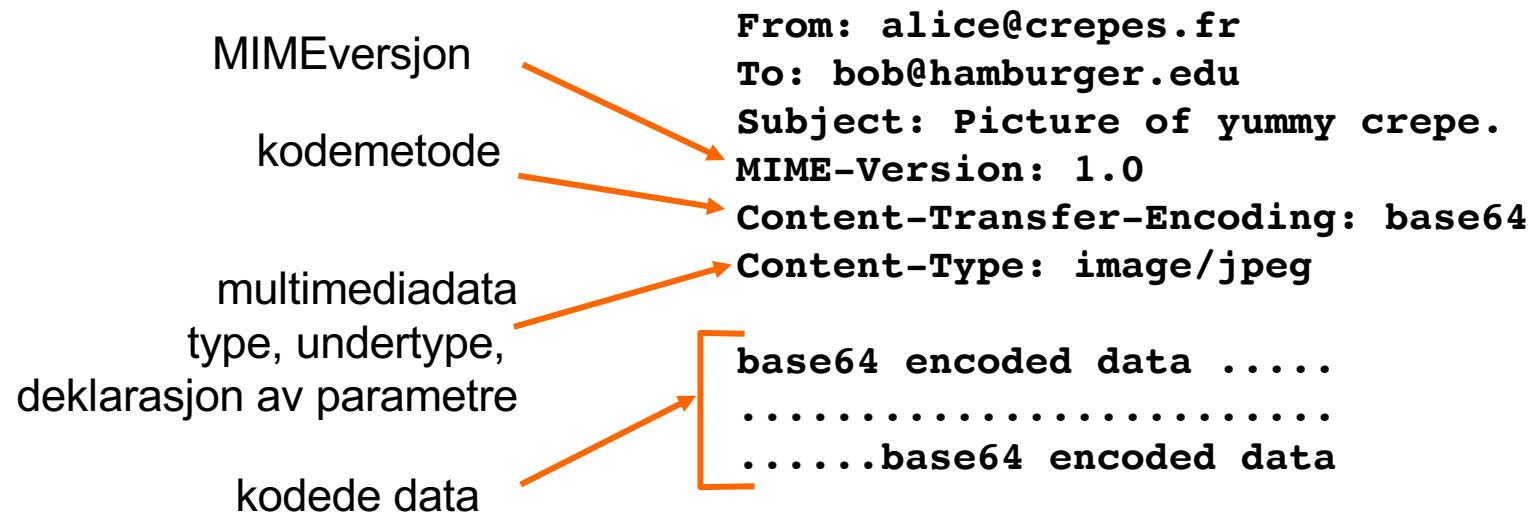 MIMEversjon
kodemetode
multimediadata
type, undertype,
deklarasjon av parametre
kodede data
From: alice@crepes.fr
To: bob@hamburger.edu
Subject: Picture of yummy crepe.
MIME-Version: 1.0
Content-Transfer-Encoding: base64
Content-Type: image/jpeg
base64 encoded data .....
.........................
......base64 encoded data